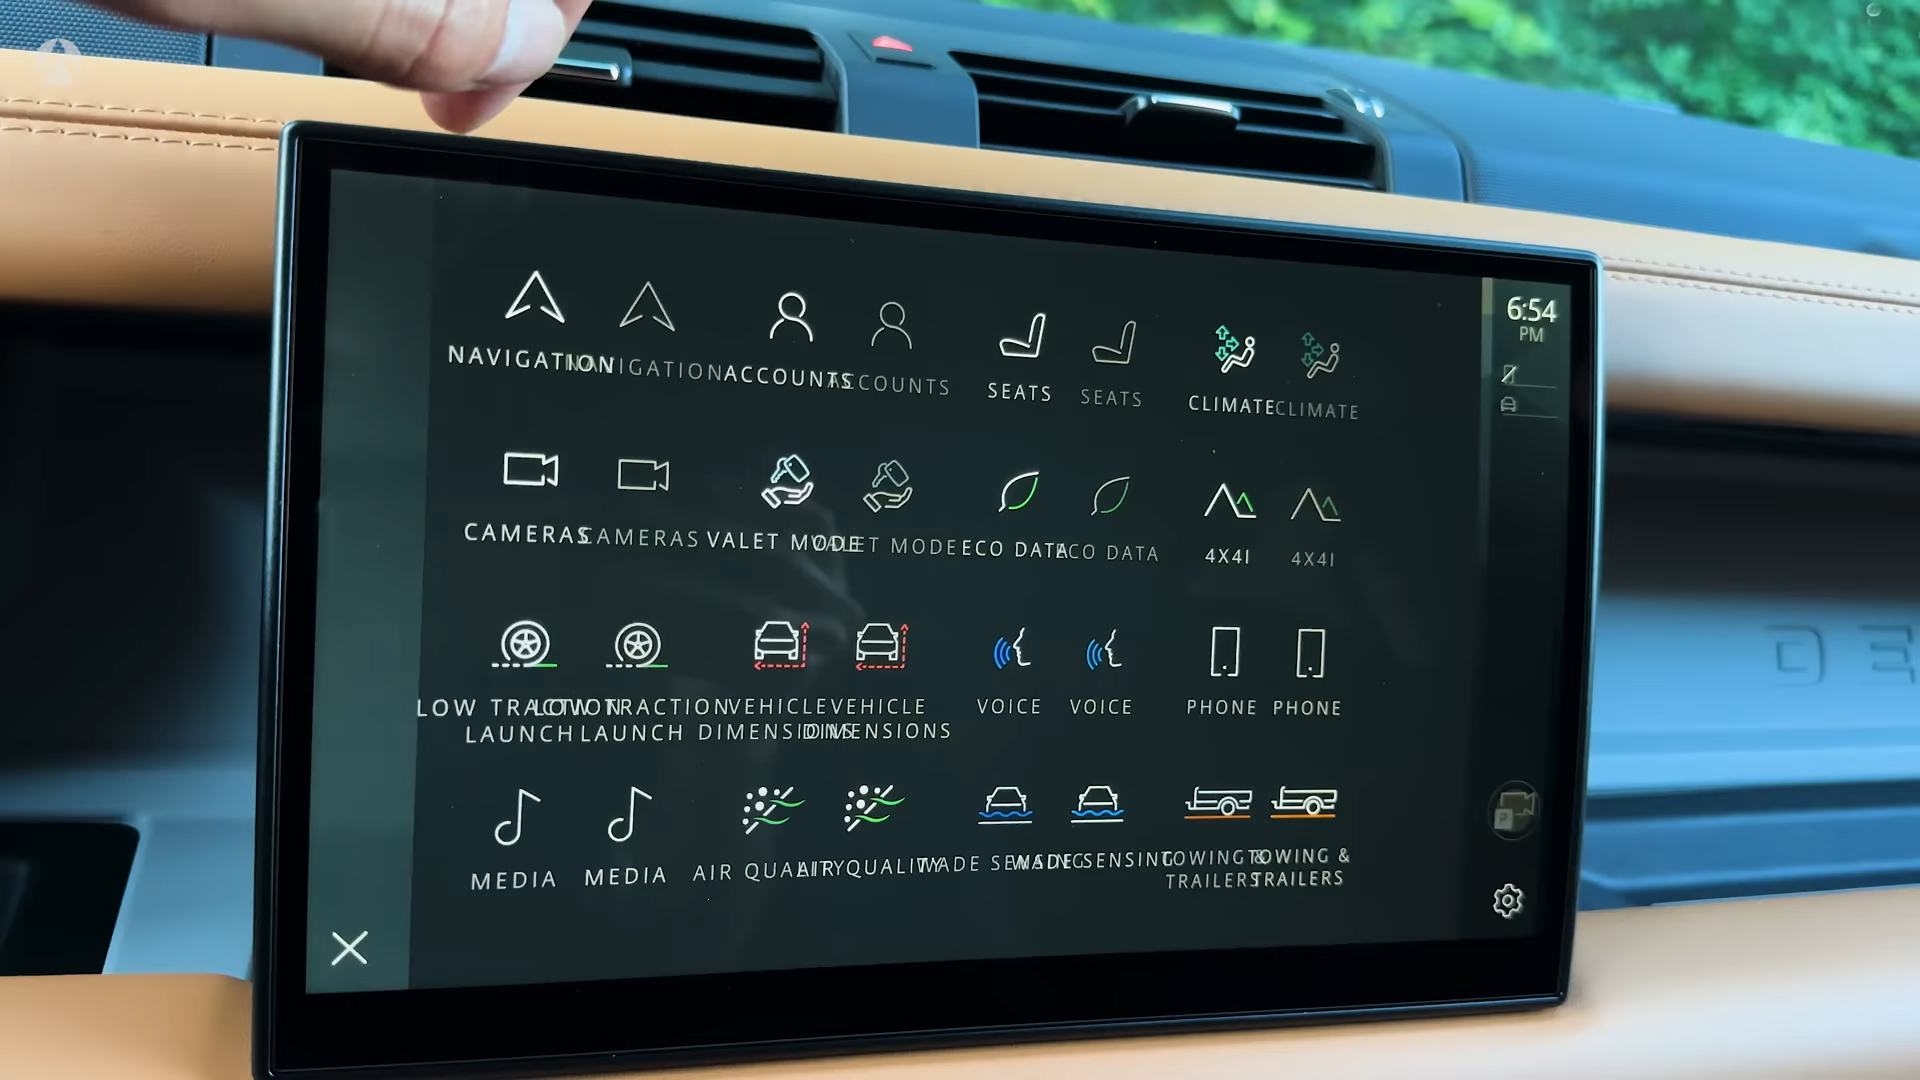 6:54
PM
NAVIGATION NAVIGATION ACCOUNTS ACCOUNTS SEATS SEATS CLIMATE CLIMATE
CAMERAS CAMERAS VALET MODE VALET MODE ECO DATA ECO DATA 4X4I 4X4I
LOW TRACTION LOW TRACTION VEHICLE VEHICLE VOICE VOICE PHONE PHONE
LAUNCH LAUNCH DIMENSIONS DIMENSIONS
MEDIA MEDIA AIR QUALITY AIR QUALITY WADE SENSING WADE SENSING TOWING & TOWING &
TRAILERS TRAILERS
P
DE